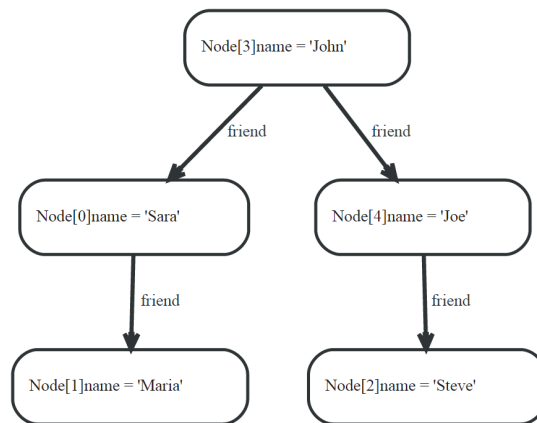 Node[3]name = 'John'
friend
friend
Node[0]name = 'Sara'
Node[4]name = 'Joe'
friend
friend
Node[1]name = 'Maria'
Node[2]name = 'Steve'